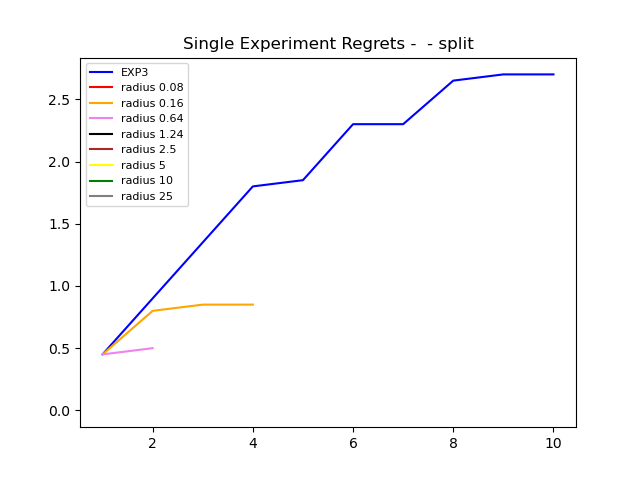 Single Experiment Regrets -  - split
EXP3
radius 0.08
radius 0.16
radius 0.64
radius 1.24
radius 2.5
radius 5
radius 10
radius 25
2.5
2.0
1.5
1.0
0.5
0.0
2 4 6 8 10